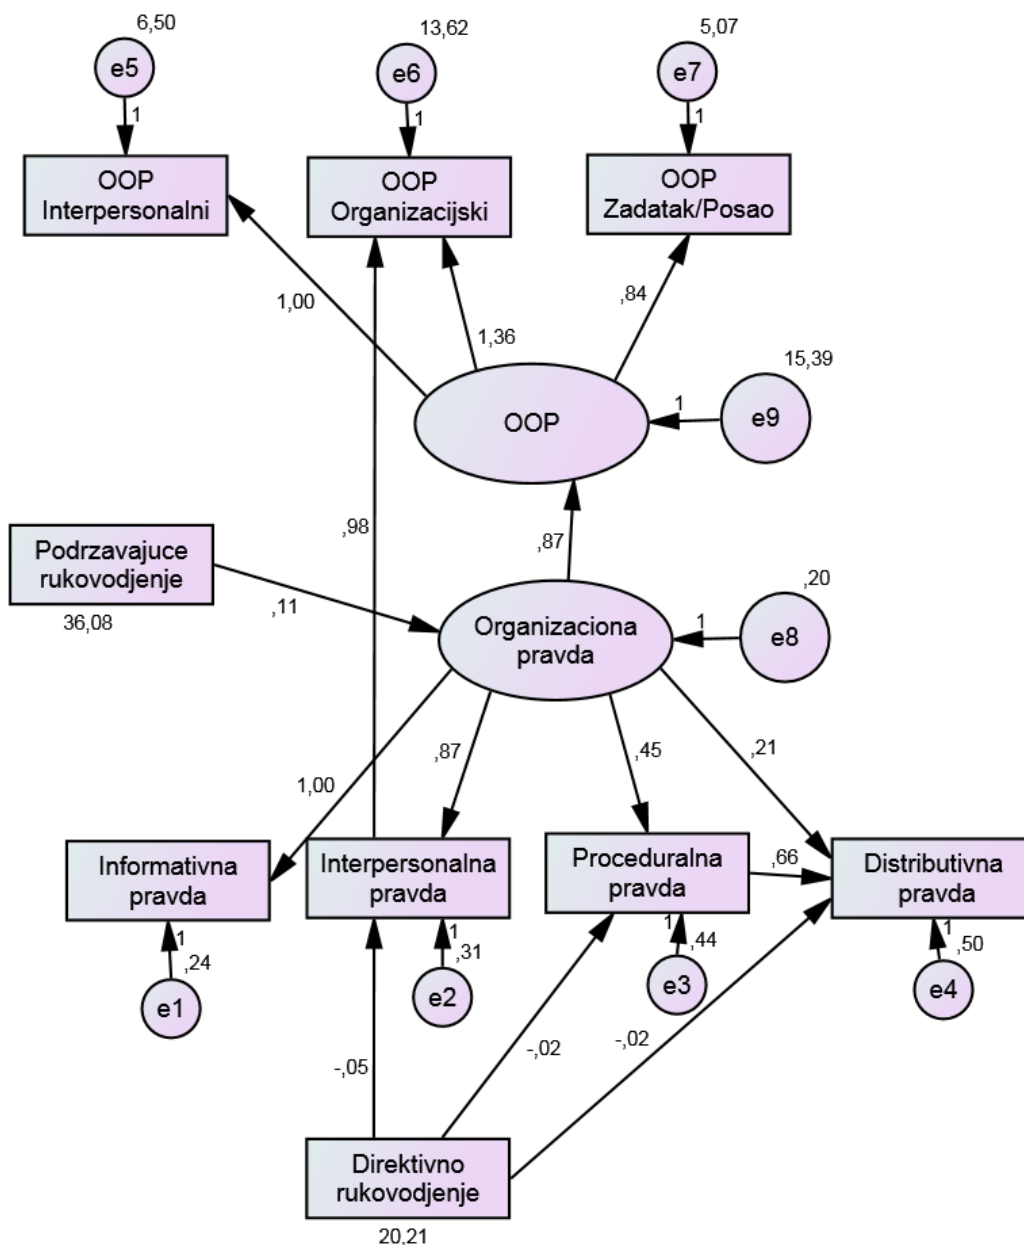 6,50
13,62
5,07
e5
e6
e7
1
1
1
OOP
Interpersonalni
OOP
Organizacijski
OOP
Zadatak/Posao
1,00
,84
1,36
15,39
OOP
1
e9
,98
,87
Podrzavajuce
rukovodjenje
36,08
,11
,20
Organizaciona
pravda
1
e8
1,00
,87
,45
,21
Informativna
pravda
Interpersonalna
pravda
Proceduralna
pravda
,66
Distributivna
pravda
1
,24
e1
1
,31
e2
1
,44
e3
1
,50
e4
-,05
-,02
-,02
Direktivno
rukovodjenje
20,21